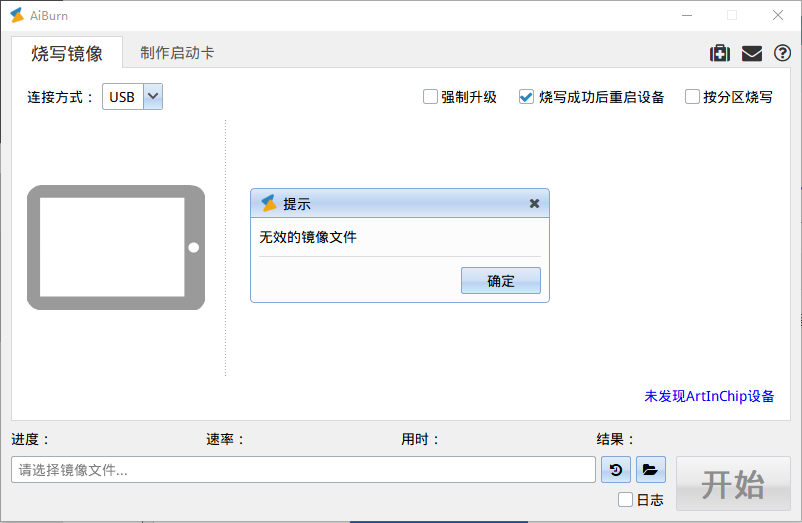 AiBurn
烧写镜像 制作启动卡
连接方式： USB 强制升级 烧写成功后重启设备 按分区烧写
提示
无效的镜像文件
确定
未发现ArtInChip设备
进度： 速率： 用时： 结果：
请选择镜像文件... 开始
日志